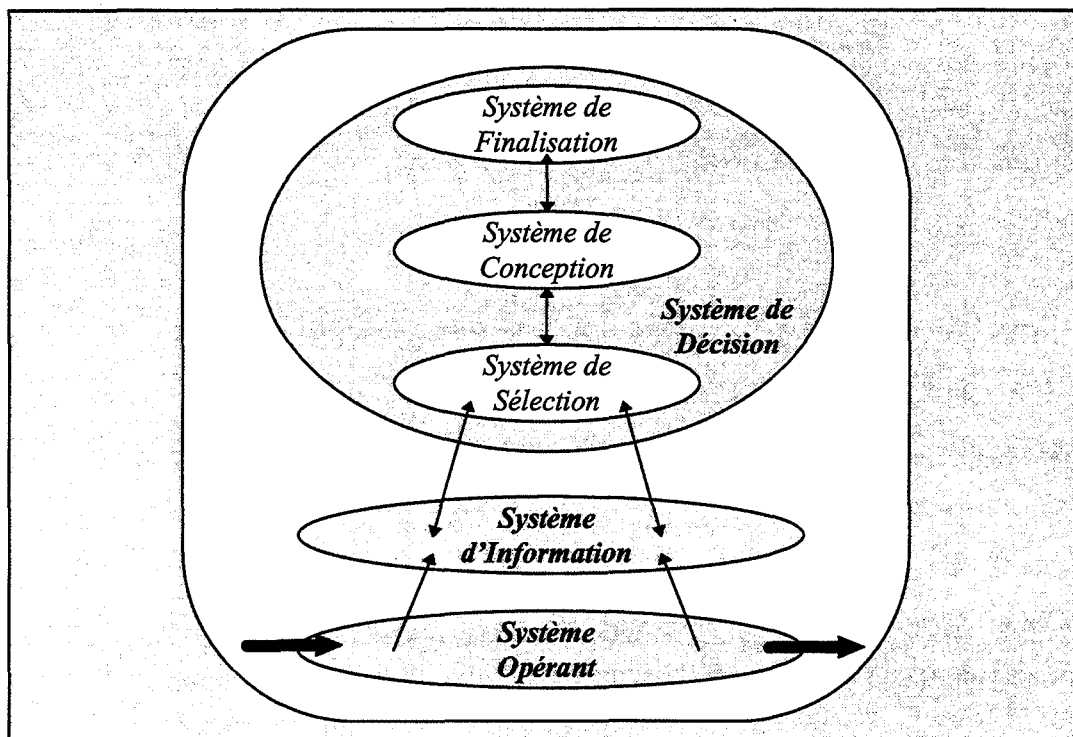 Système de
Finalisation
Système de
Conception
Système de
Décision
Système de
Sélection
Système
d'Information
Système
Opérant